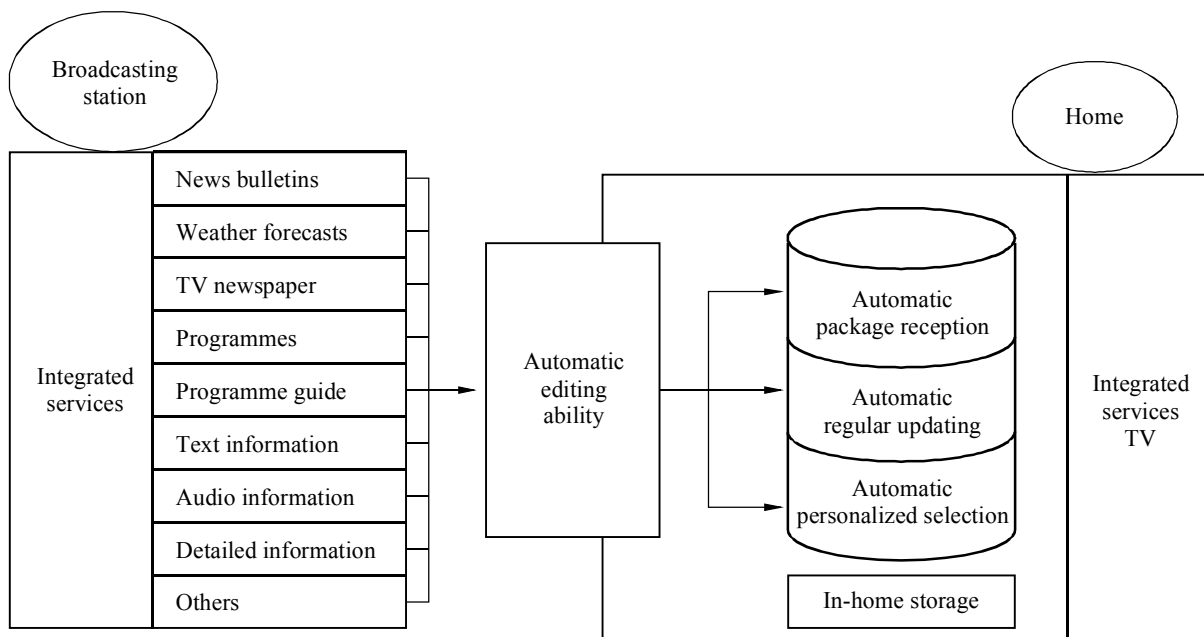 Broadcasting
station
Home
Integrated
services
News bulletins
Weather forecasts
TV newspaper
Programmes
Programme guide
Text information
Audio information
Detailed information
Others
Automatic
editing
ability
Automatic
package reception
Automatic
regular updating
Automatic
personalized selection
In-home storage
Integrated
services
TV